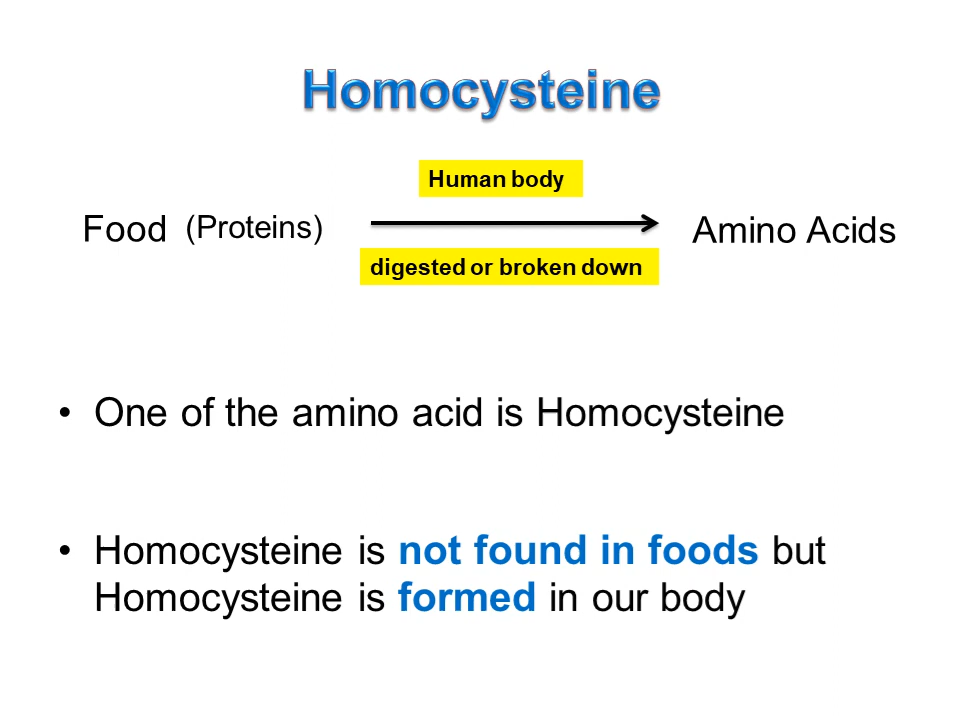 Homocysteine
Human body
Food (Proteins) Amino Acids
digested or broken down
• One of the amino acid is Homocysteine
• Homocysteine is not found in foods but
Homocysteine is formed in our body